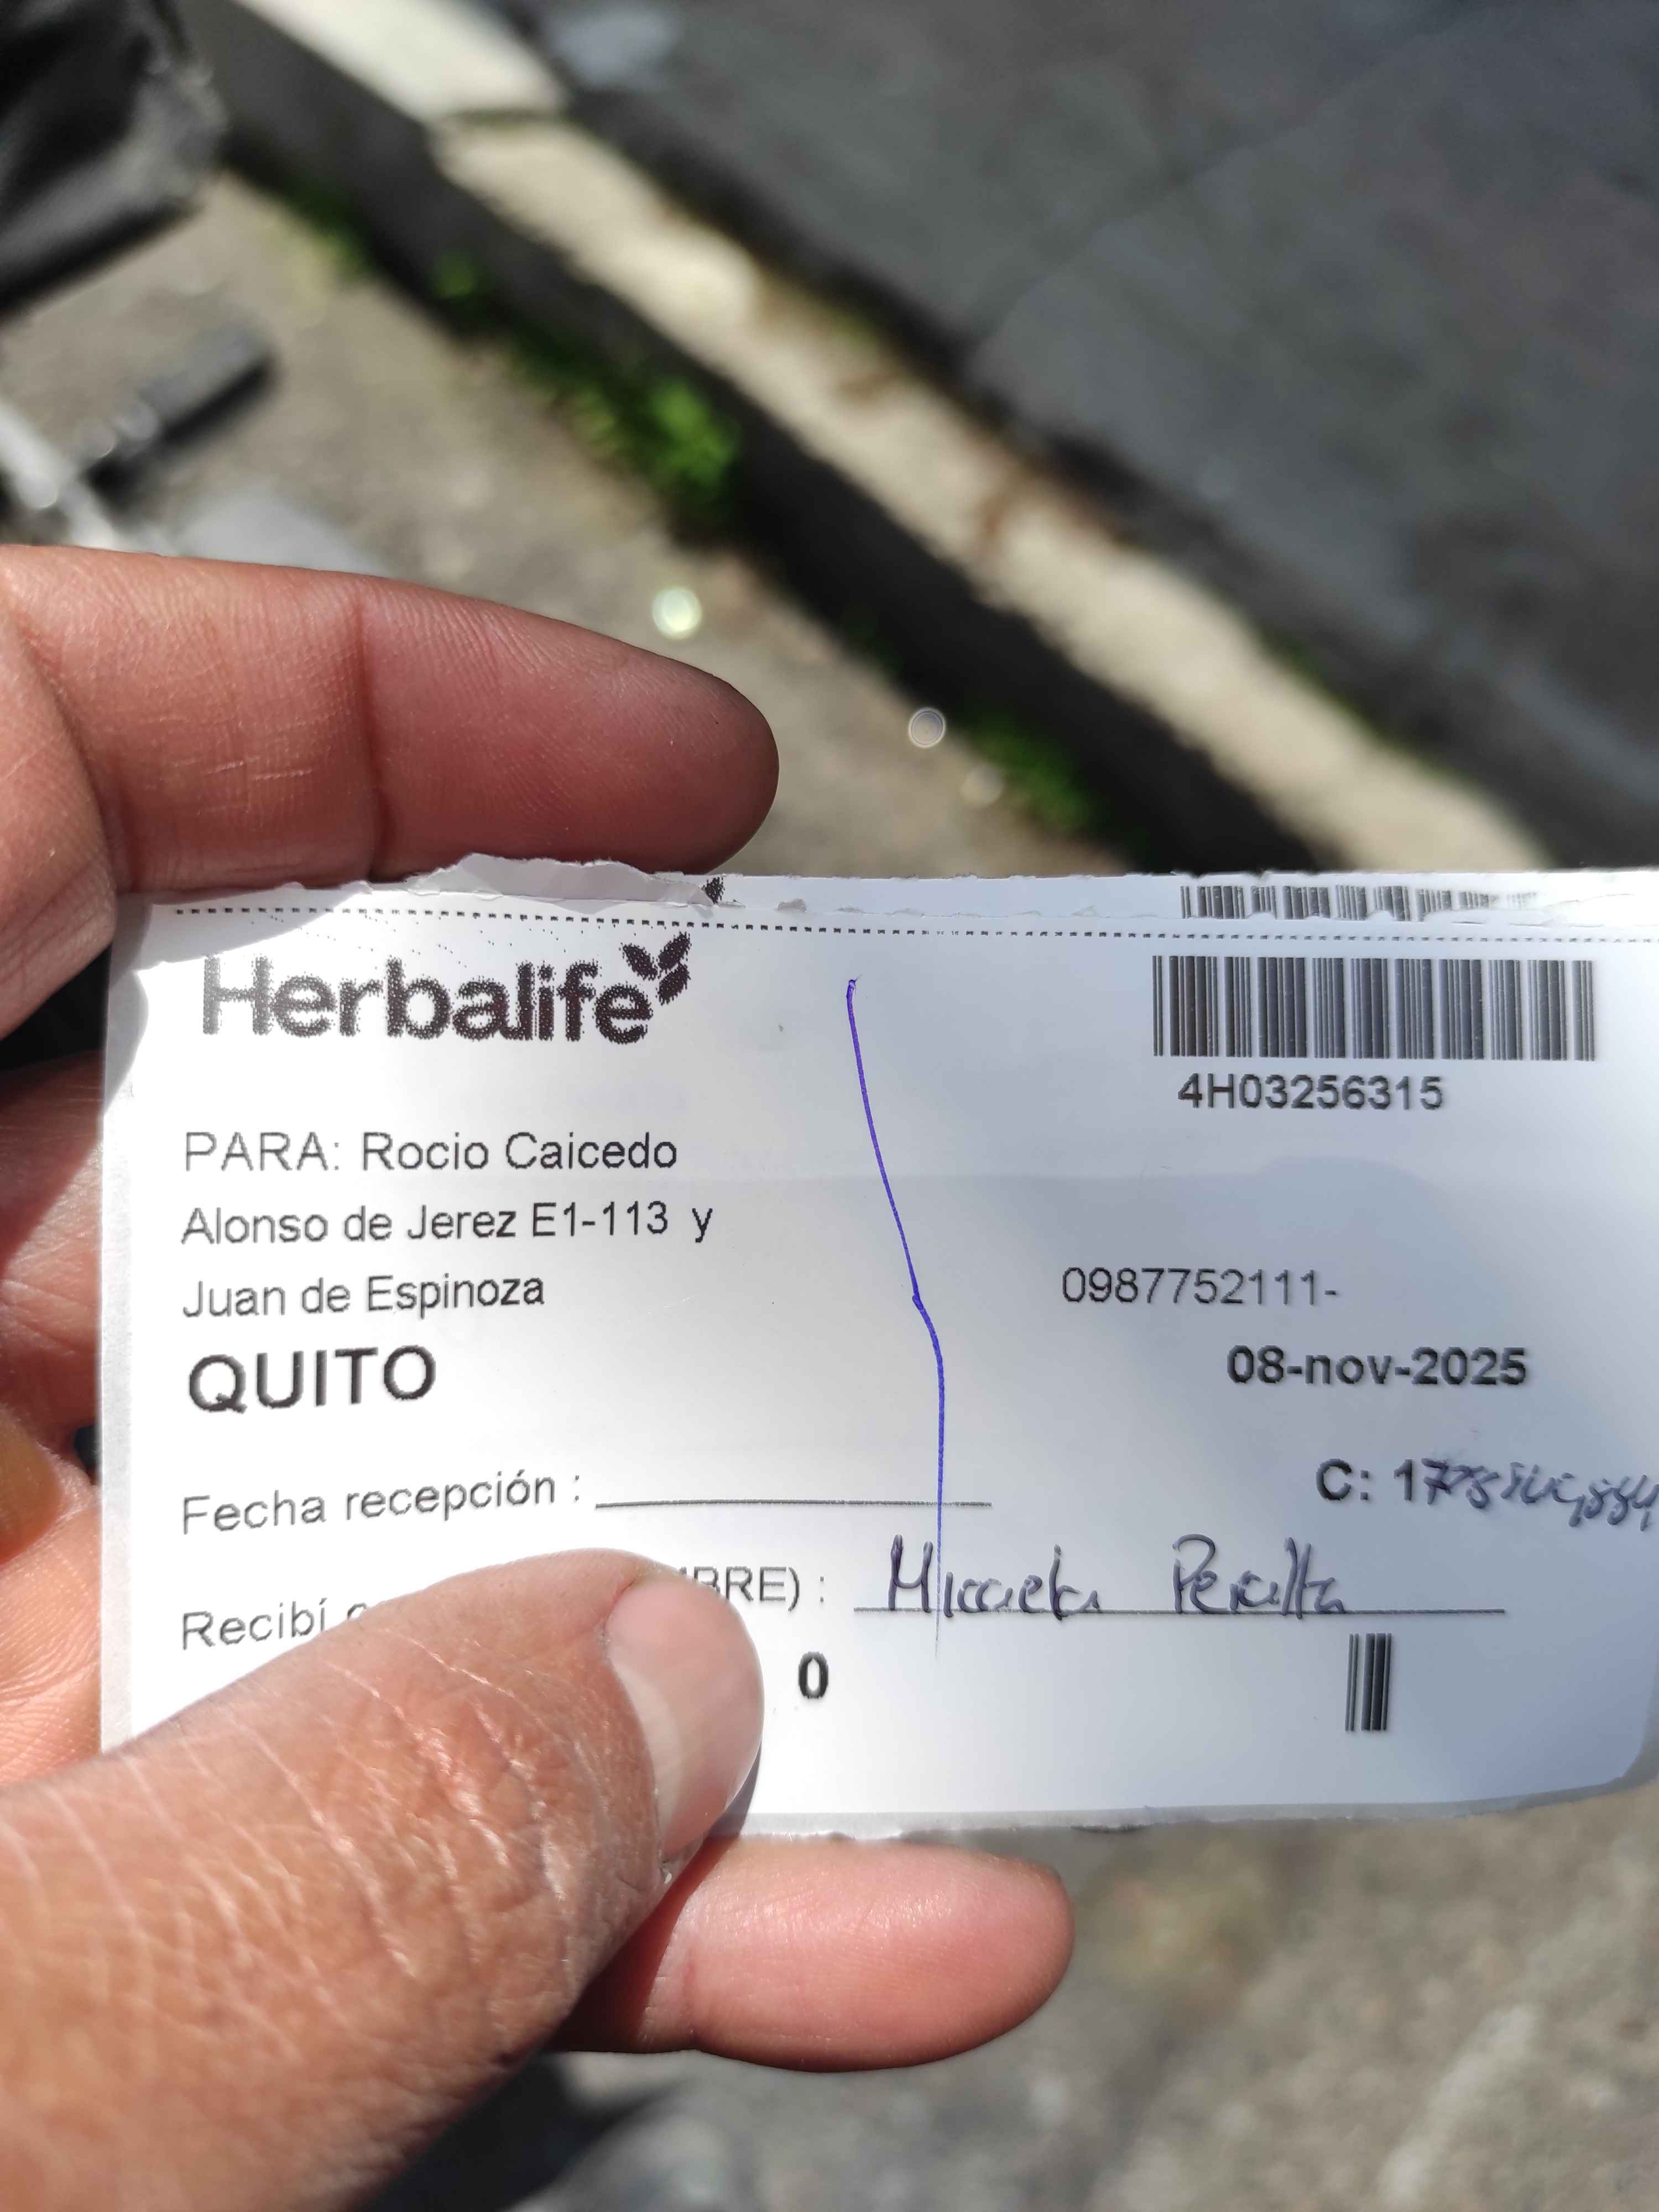 Herbalife
4H03256315
PARA: Rocio Caicedo
Alonso de Jerez E1-113 y
Juan de Espinoza
0987752111-
QUITO
08-nov-2025
Fecha recepción :
C:
Recibí
BRE) : Peralta
0